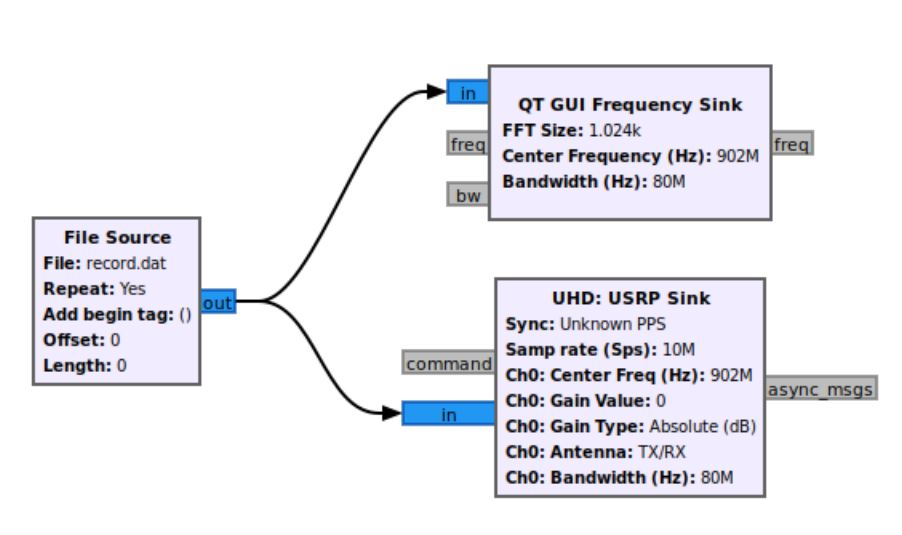 File Source
File: record.dat
Repeat: Yes
Add begin tag: ()
Offset: 0
Length: 0
out
in
freq
bw
QT GUI Frequency Sink
FFT Size: 1.024k
Center Frequency (Hz): 902M
Bandwidth (Hz): 80M
freq
command
in
UHD: USRP Sink
Sync: Unknown PPS
Samp rate (Sps): 10M
Ch0: Center Freq (Hz): 902M
Ch0: Gain Value: 0
Ch0: Gain Type: Absolute (dB)
Ch0: Antenna: TX/RX
Ch0: Bandwidth (Hz): 80M
async_msgs